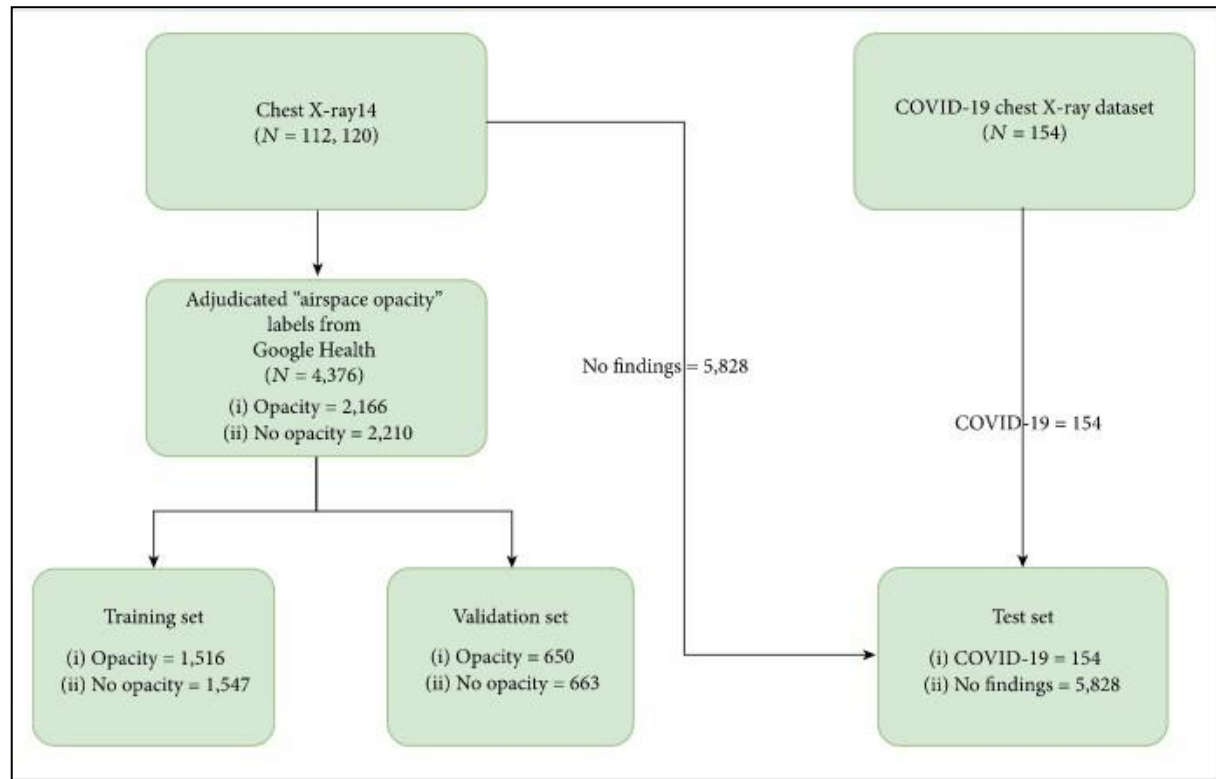 Chest X-ray14
(N = 112, 120)
COVID-19 chest X-ray dataset
(N = 154)
Adjudicated “airspace opacity”
labels from
Google Health
(N = 4,376)
(i) Opacity = 2,166
(ii) No opacity = 2,210
No findings = 5,828
COVID-19 = 154
Training set
(i) Opacity = 1,516
(ii) No opacity = 1,547
Validation set
(i) Opacity = 650
(ii) No opacity = 663
Test set
(i) COVID-19 = 154
(ii) No findings = 5,828